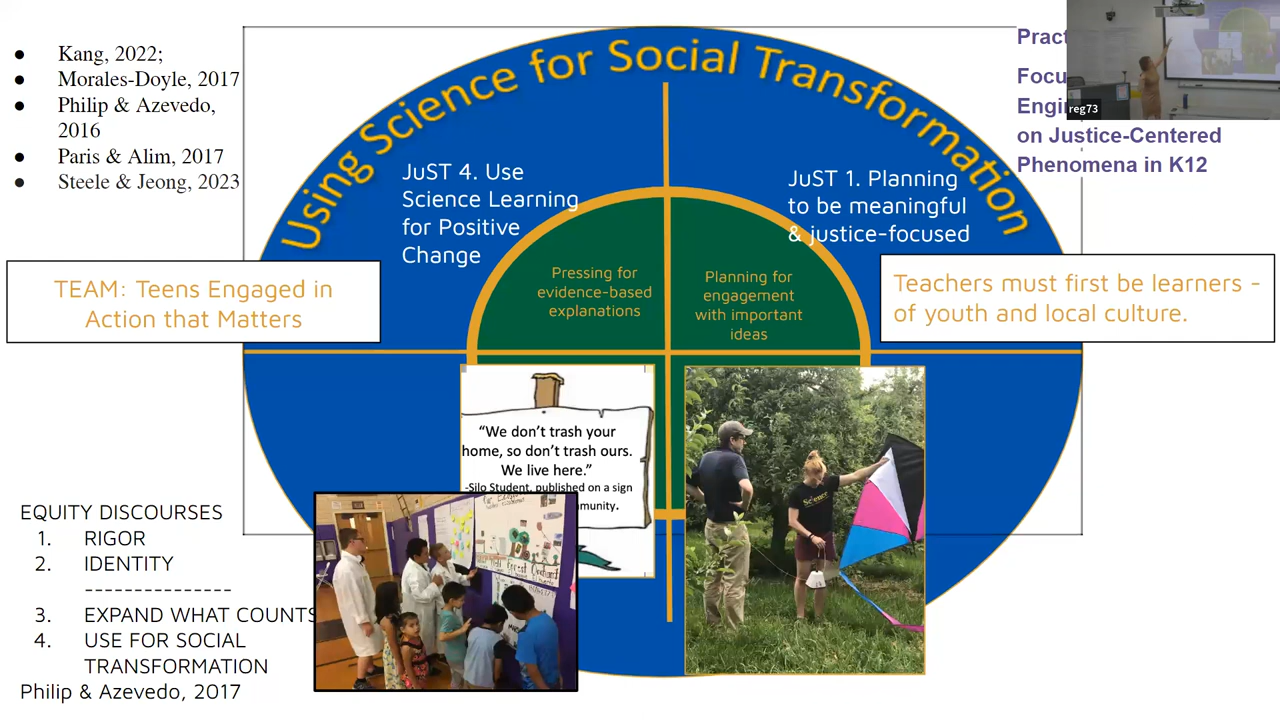 Kang, 2022;
Morales-Doyle, 2017
Philip & Azevedo,
2016
Paris & Alim, 2017
Steele & Jeong, 2023
Using Science for Social Transformation
on Justice-Centered
Phenomena in K12
reg73
JuST 4. Use
Science Learning
for Positive
Change
JuST 1. Planning
to be meaningful
& justice-focused
Pressing for
evidence-based
explanations
Planning for
engagement
with important
ideas
TEAM: Teens Engaged in
Action that Matters
Teachers must first be learners -
of youth and local culture.
“We don’t trash your
home, so don’t trash ours.
We live here.”
-Silo Student, published on a sign
EQUITY DISCOURSES
1. RIGOR
2. IDENTITY
---------------
3. EXPAND WHAT COUNTS
4. USE FOR SOCIAL
TRANSFORMATION
Philip & Azevedo, 2017
Science